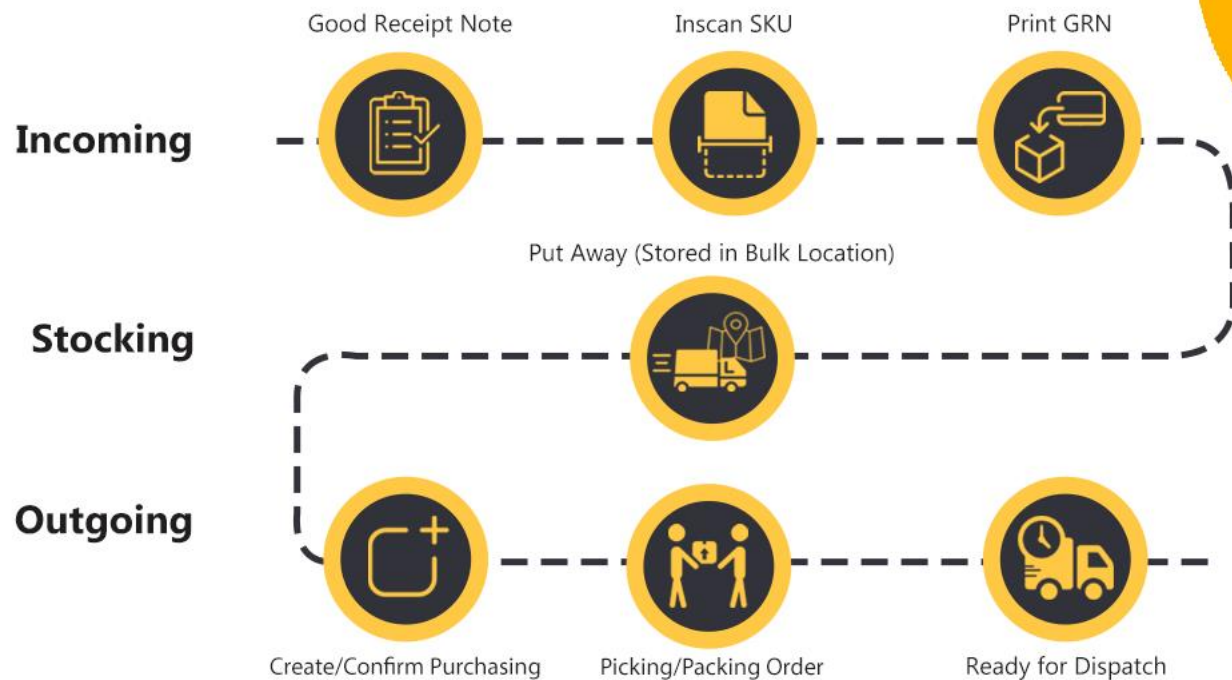 Good Receipt Note
Inscan SKU
Print GRN
Incoming
Put Away (Stored in Bulk Location)
Stocking
Outgoing
Create/Confirm Purchasing
Picking/Packing Order
Ready for Dispatch